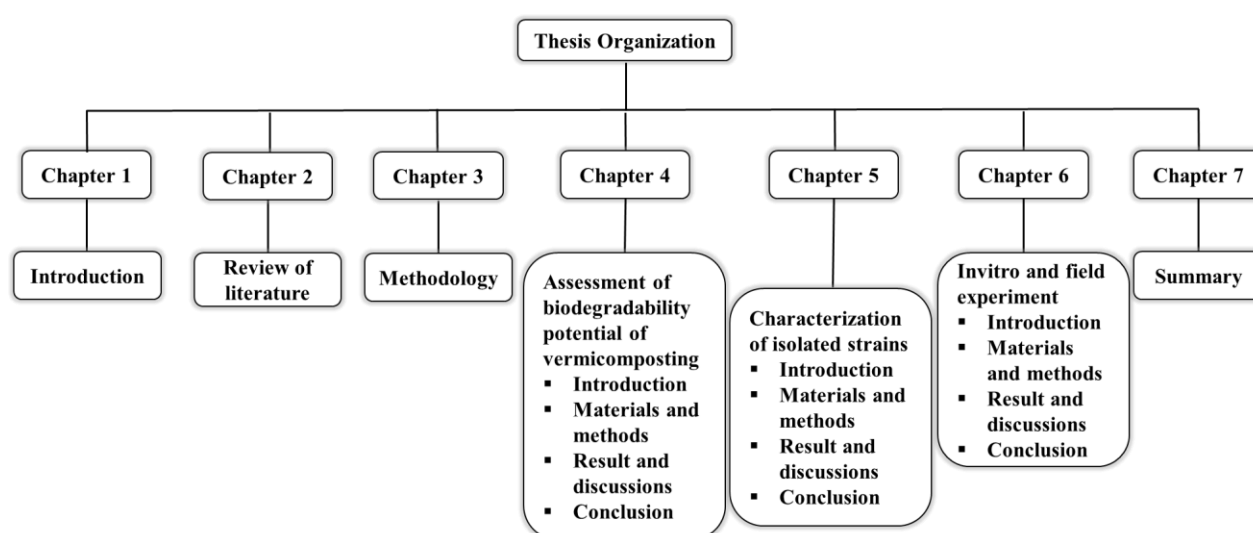 Thesis Organization
Chapter 1
Chapter 2
Chapter 3
Chapter 4
Chapter 5
Chapter 6
Chapter 7
Introduction
Review of
literature
Methodology
Assessment of
biodegradability
potential of
vermicomposting
▪ Introduction
▪ Materials and
methods
▪ Result and
discussions
▪ Conclusion
Characterization
of isolated strains
▪ Introduction
▪ Materials and
methods
▪ Result and
discussions
▪ Conclusion
Invitro and field
experiment
▪ Introduction
▪ Materials
and methods
▪ Result and
discussions
▪ Conclusion
Summary